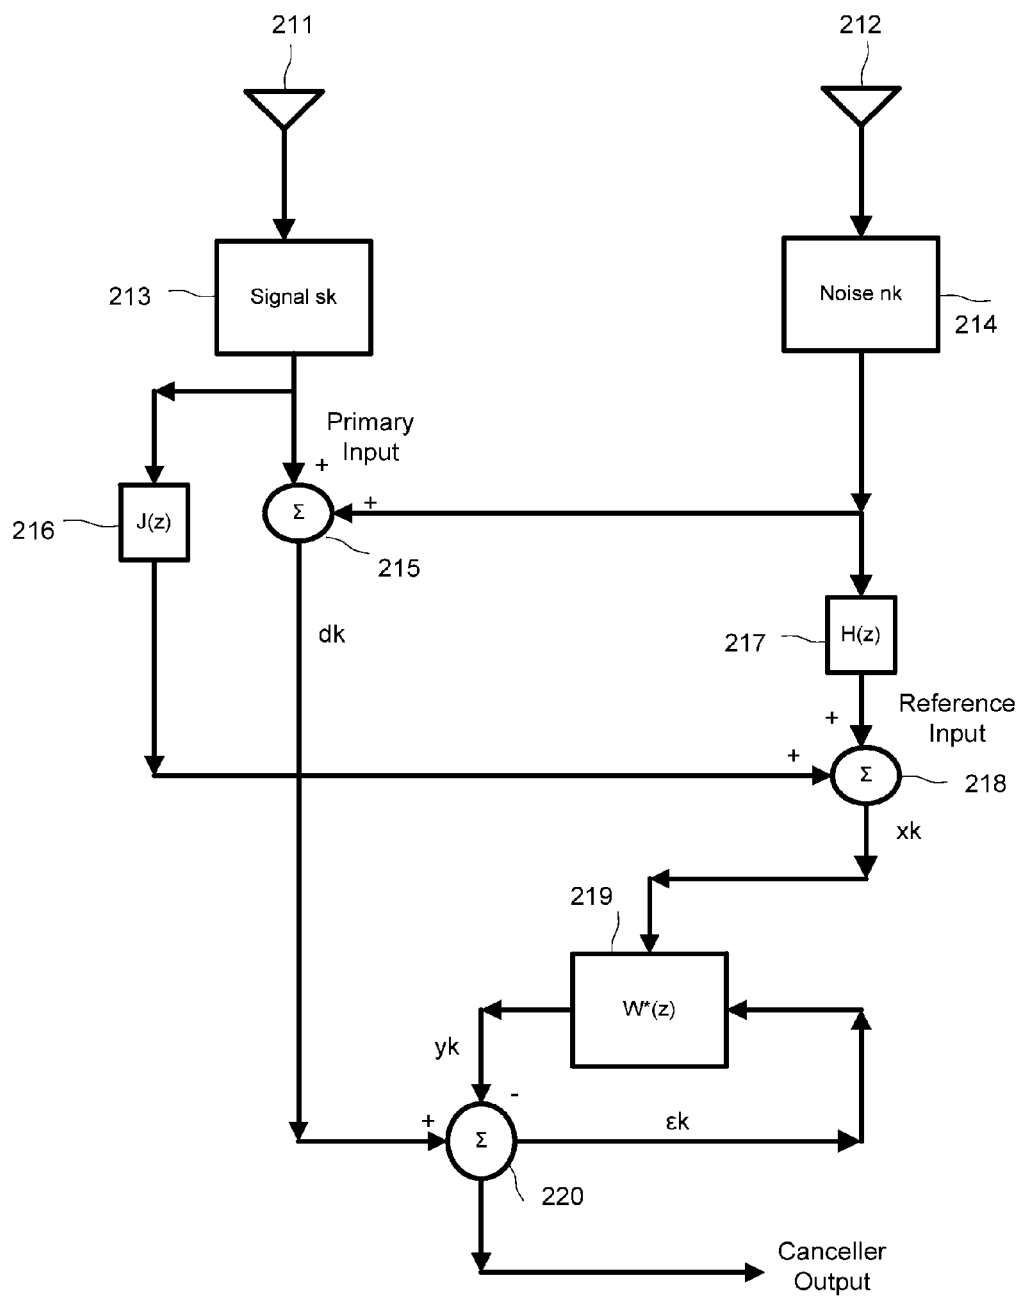 211
212
213
Signal sk
Noise nk
214
Primary
Input
+
+
216
J(z)
Σ
215
dk
217
H(z)
Reference
Input
+
+
Σ
218
xk
219
W*(z)
yk
-
+
Σ
εk
220
Canceller
Output